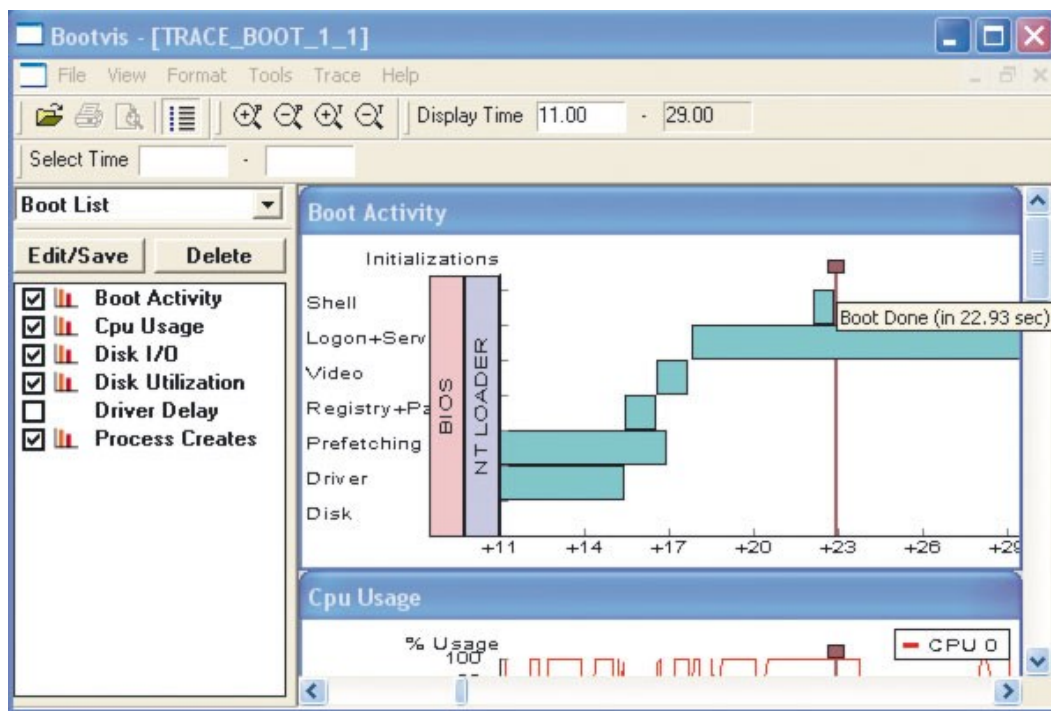 Bootvis - [TRACE_BOOT_1_1]
File View Format Tools Trace Help
Display Time 11.00 - 29.00
Select Time -
Boot List
Edit/Save Delete
Boot Activity
Cpu Usage
Disk I/O
Disk Utilization
Driver Delay
Process Creates
Boot Activity
Initializations
Shell
Logon+Serv
Video
Registry+Pa
Prefetching
Driver
Disk
BIOS
NT LOADER
Boot Done (in 22.93 sec)
+11 +14 +17 +20 +23 +26 +29
Cpu Usage
% Usage
100
CPU 0